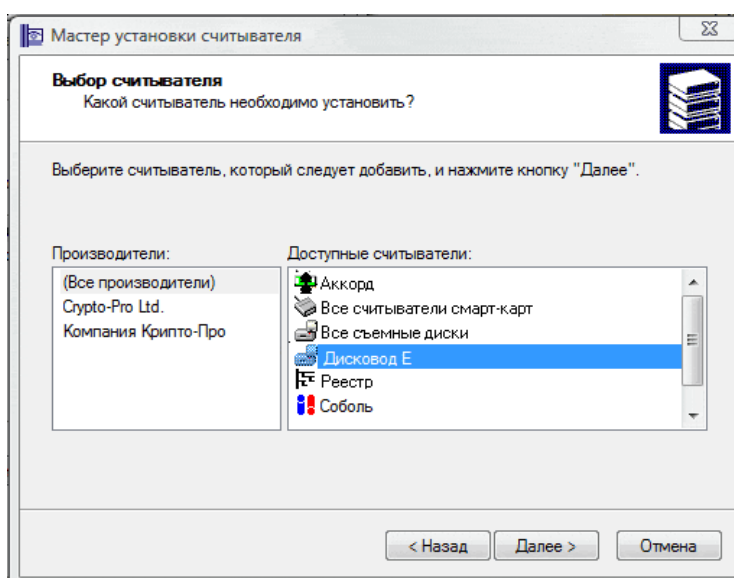 Мастер установки считывателя
Выбор считывателя
Какой считыватель необходимо установить?
Выберите считыватель, который следует добавить, и нажмите кнопку "Далее".
Производители:
(Все производители)
Crypto-Pro Ltd.
Компания Крипто-Про
Доступные считыватели:
Аккорд
Все считыватели смарт-карт
Все съемные диски
Дисковод E
Реестр
Соболь
< Назад
Далее >
Отмена